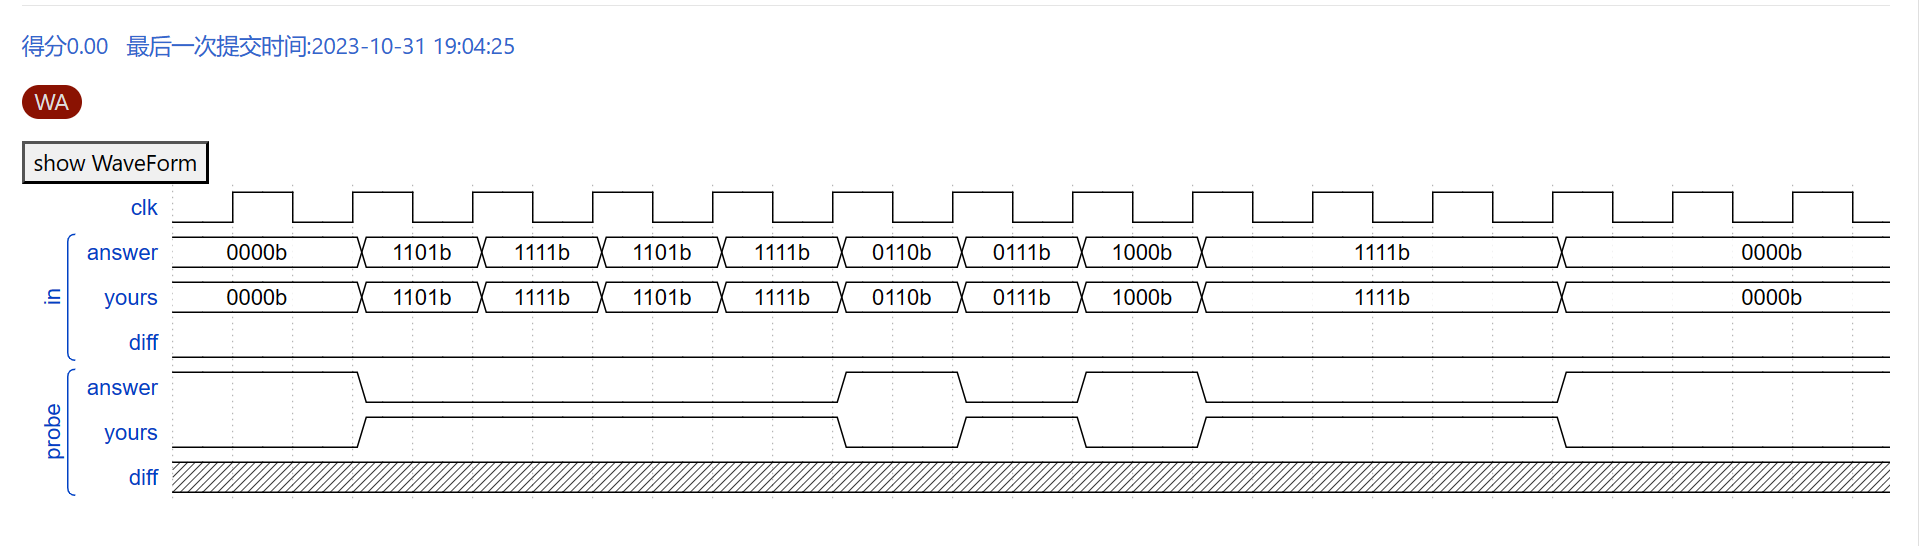 得分0.00 最后一次提交时间:2023-10-31 19:04:25
WA
show WaveForm
clk
in
answer 0000b 1101b 1111b 1101b 1111b 0110b 0111b 1000b 1111b 0000b
yours 0000b 1101b 1111b 1101b 1111b 0110b 0111b 1000b 1111b 0000b
diff
probe
answer
yours
diff